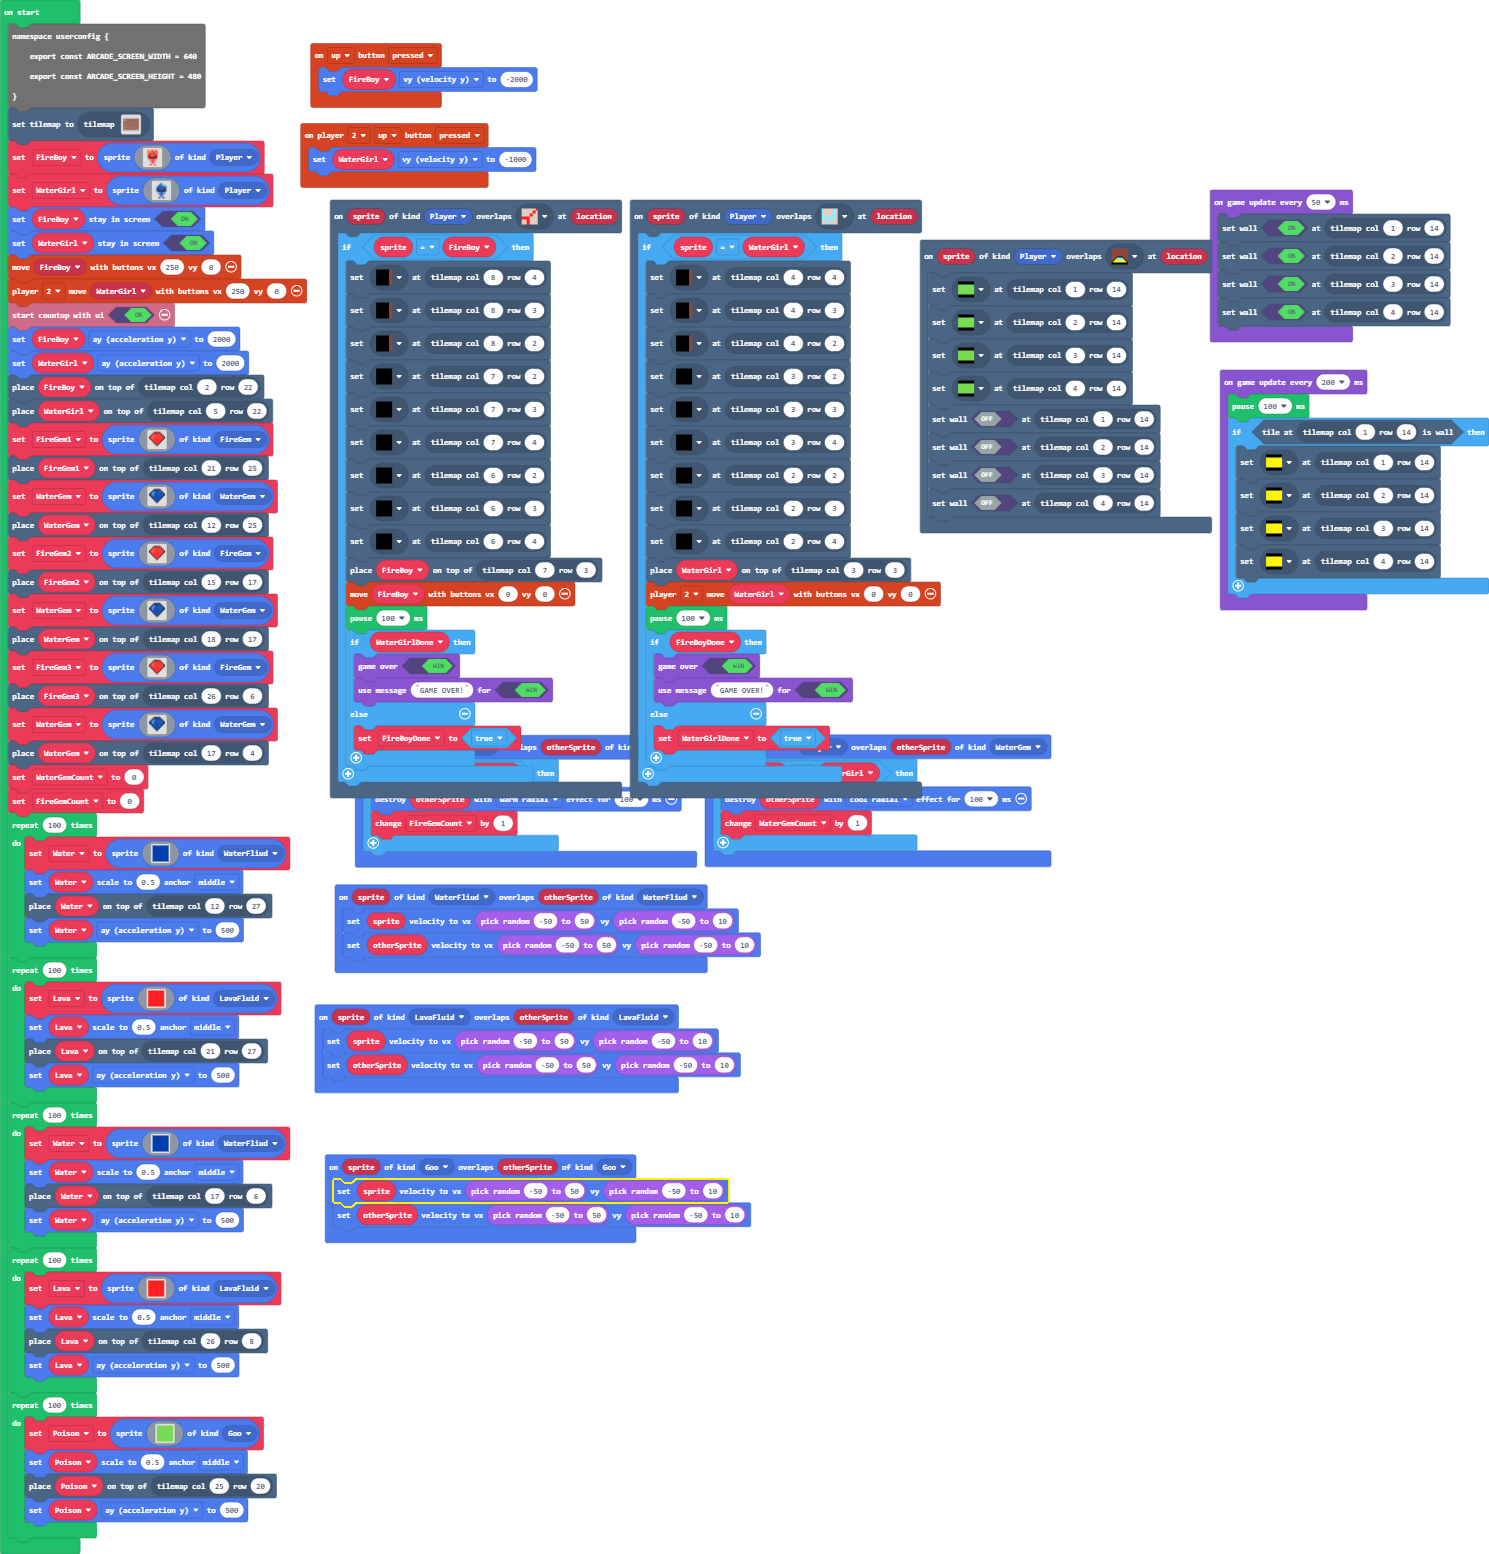 on start
namespace userconfig {
export const ARCADE_SCREEN_WIDTH = 640
export const ARCADE_SCREEN_HEIGHT = 480
}
set tilemap to tilemap
set FireBoy to sprite of kind Player
set WaterGirl to sprite of kind Player
set FireBoy stay in screen ON
set WaterGirl stay in screen ON
move FireBoy with buttons vx 250 vy 0
player 2 move WaterGirl with buttons vx 250 vy 0
start countup with ui ON
set FireBoy ay (acceleration y) to 2000
set WaterGirl ay (acceleration y) to 2000
place FireBoy on top of tilemap col 2 row 22
place WaterGirl on top of tilemap col 5 row 22
set FireGem1 to sprite of kind FireGem
place FireGem1 on top of tilemap col 21 row 25
set WaterGem to sprite of kind WaterGem
place WaterGem on top of tilemap col 12 row 25
set FireGem2 to sprite of kind FireGem
place FireGem2 on top of tilemap col 15 row 17
set WaterGem to sprite of kind WaterGem
place WaterGem on top of tilemap col 18 row 17
set FireGem3 to sprite of kind FireGem
place FireGem3 on top of tilemap col 26 row 6
set WaterGem to sprite of kind WaterGem
place WaterGem on top of tilemap col 17 row 4
set WaterGemCount to 0
set FireGemCount to 0
repeat 100 times
do
set Water to sprite of kind WaterFliud
set Water scale to 0.5 anchor middle
place Water on top of tilemap col 12 row 27
set Water ay (acceleration y) to 500
repeat 100 times
do
set Lava to sprite of kind LavaFluid
set Lava scale to 0.5 anchor middle
place Lava on top of tilemap col 21 row 27
set Lava ay (acceleration y) to 500
repeat 100 times
do
set Water to sprite of kind WaterFliud
set Water scale to 0.5 anchor middle
place Water on top of tilemap col 17 row 6
set Water ay (acceleration y) to 500
repeat 100 times
do
set Lava to sprite of kind LavaFluid
set Lava scale to 0.5 anchor middle
place Lava on top of tilemap col 26 row 8
set Lava ay (acceleration y) to 500
repeat 100 times
do
set Poison to sprite of kind Goo
set Poison scale to 0.5 anchor middle
place Poison on top of tilemap col 25 row 20
set Poison ay (acceleration y) to 500
on up button pressed
set FireBoy vy (velocity y) to -2000
on player 2 up button pressed
set WaterGirl vy (velocity y) to -1000
on sprite of kind Player overlaps at location
if sprite = FireBoy then
set at tilemap col 8 row 4
set at tilemap col 8 row 3
set at tilemap col 8 row 2
set at tilemap col 7 row 2
set at tilemap col 7 row 3
set at tilemap col 7 row 4
set at tilemap col 6 row 2
set at tilemap col 6 row 3
set at tilemap col 6 row 4
place FireBoy on top of tilemap col 7 row 3
move FireBoy with buttons vx 0 vy 0
pause 100 ms
if WaterGirlDone then
game over WIN
use message "GAME OVER!" for WIN
else
set FireBoyDone to true
on sprite of kind Player overlaps at location
if sprite = WaterGirl then
set at tilemap col 4 row 4
set at tilemap col 4 row 3
set at tilemap col 4 row 2
set at tilemap col 3 row 2
set at tilemap col 3 row 3
set at tilemap col 3 row 4
set at tilemap col 2 row 2
set at tilemap col 2 row 3
set at tilemap col 2 row 4
place WaterGirl on top of tilemap col 3 row 3
player 2 move WaterGirl with buttons vx 0 vy 0
pause 100 ms
if FireBoyDone then
game over WIN
use message "GAME OVER!" for WIN
else
set WaterGirlDone to true
otherSprite of
then
destroy otherSprite with warm radial effect for 100 ms
change FireGemCount by 1
overlaps otherSprite of kind WaterGem
then
destroy otherSprite with cool radial effect for 100 ms
change WaterGemCount by 1
on sprite of kind WaterFliud overlaps otherSprite of kind WaterFliud
set sprite velocity to vx pick random -50 to 50 vy pick random -50 to 10
set otherSprite velocity to vx pick random -50 to 50 vy pick random -50 to 10
on sprite of kind LavaFluid overlaps otherSprite of kind LavaFluid
set sprite velocity to vx pick random -50 to 50 vy pick random -50 to 10
set otherSprite velocity to vx pick random -50 to 50 vy pick random -50 to 10
on sprite of kind Goo overlaps otherSprite of kind Goo
set sprite velocity to vx pick random -50 to 50 vy pick random -50 to 10
set otherSprite velocity to vx pick random -50 to 50 vy pick random -50 to 10
on sprite of kind Player overlaps at location
set at tilemap col 1 row 14
set at tilemap col 2 row 14
set at tilemap col 3 row 14
set at tilemap col 4 row 14
set wall OFF at tilemap col 1 row 14
set wall OFF at tilemap col 2 row 14
set wall OFF at tilemap col 3 row 14
set wall OFF at tilemap col 4 row 14
on game update every 50 ms
set wall ON at tilemap col 1 row 14
set wall ON at tilemap col 2 row 14
set wall ON at tilemap col 3 row 14
set wall ON at tilemap col 4 row 14
on game update every 200 ms
pause 100 ms
if tile at tilemap col 1 row 14 is wall then
set at tilemap col 1 row 14
set at tilemap col 2 row 14
set at tilemap col 3 row 14
set at tilemap col 4 row 14